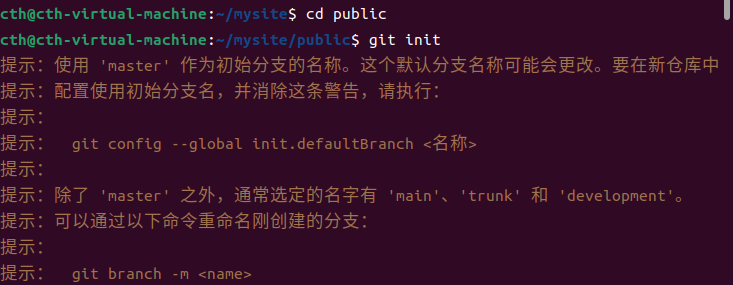 cth@cth-virtual-machine:~/mysite$ cd public
cth@cth-virtual-machine:~/mysite/public$ git init
提示：使用 'master' 作为初始分支的名称。这个默认分支名称可能会更改。要在新仓库中
提示：配置使用初始分支名，并消除这条警告，请执行：
提示：
提示：  git config --global init.defaultBranch <名称>
提示：
提示：除了 'master' 之外，通常选定的名字有 'main'、'trunk' 和 'development'。
提示：可以通过以下命令重命名刚创建的分支：
提示：
提示：  git branch -m <name>